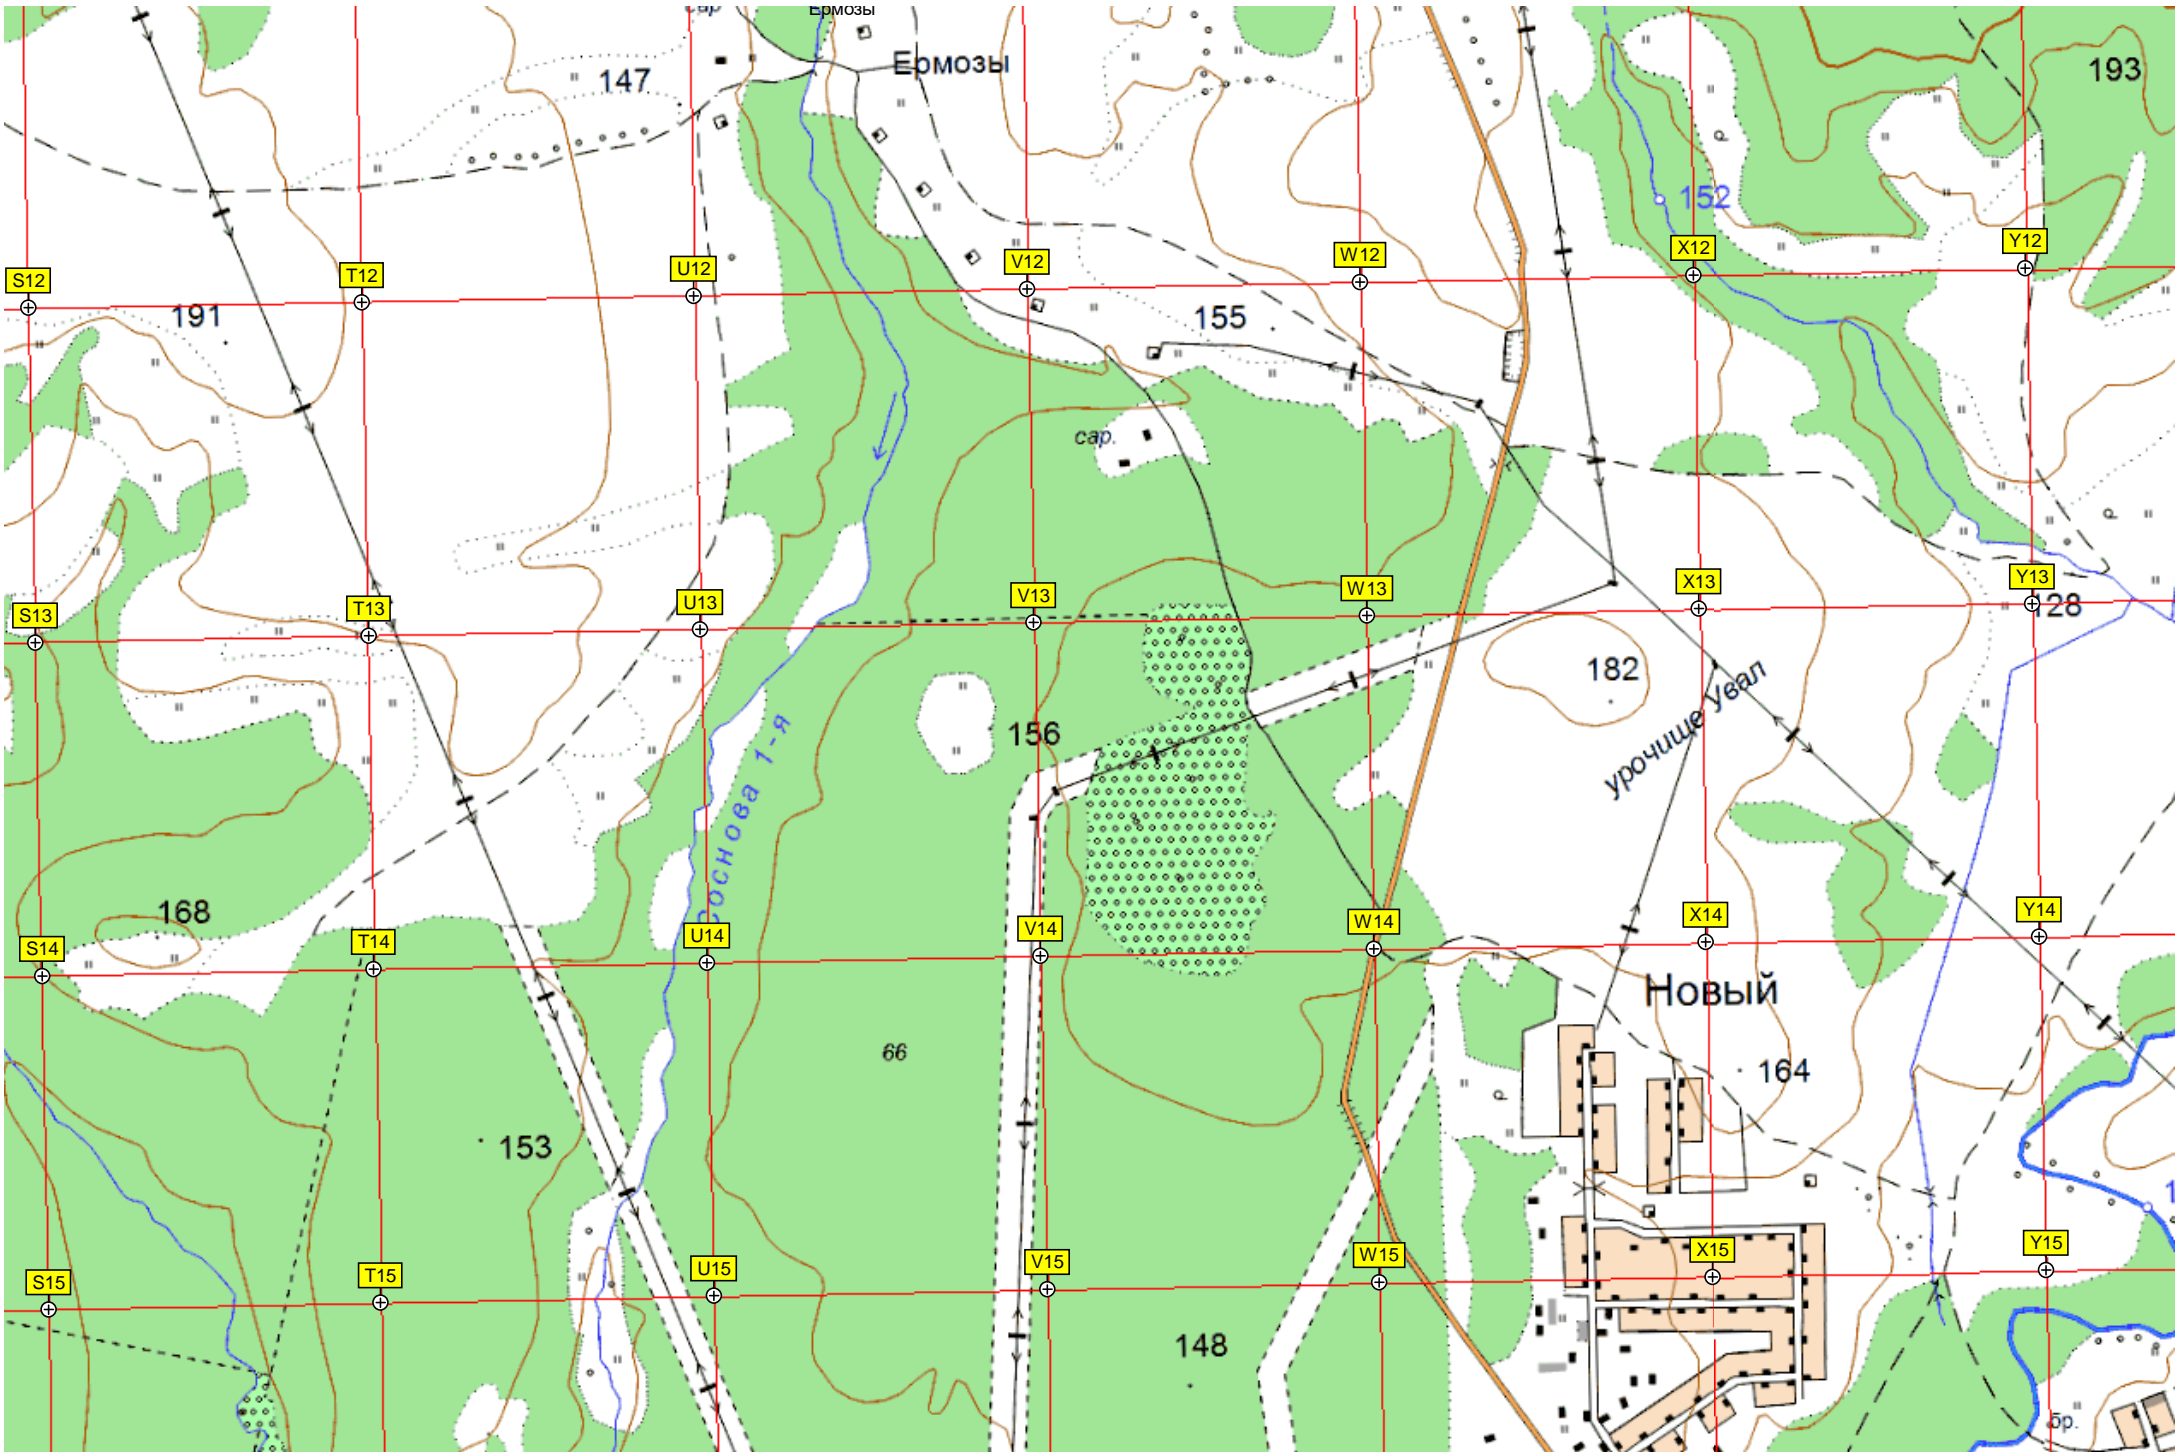 Ермозы
Ермозы
147
193
152
S12
T12
U12
V12
W12
X12
Y12
191
155
сар.
S13
T13
U13
V13
W13
X13
Y13
128
182
156
урочище Увал
Соснова 1-я
168
S14
T14
U14
V14
W14
X14
Y14
Новый
66
164
153
S15
T15
U15
V15
W15
X15
Y15
148
бр.